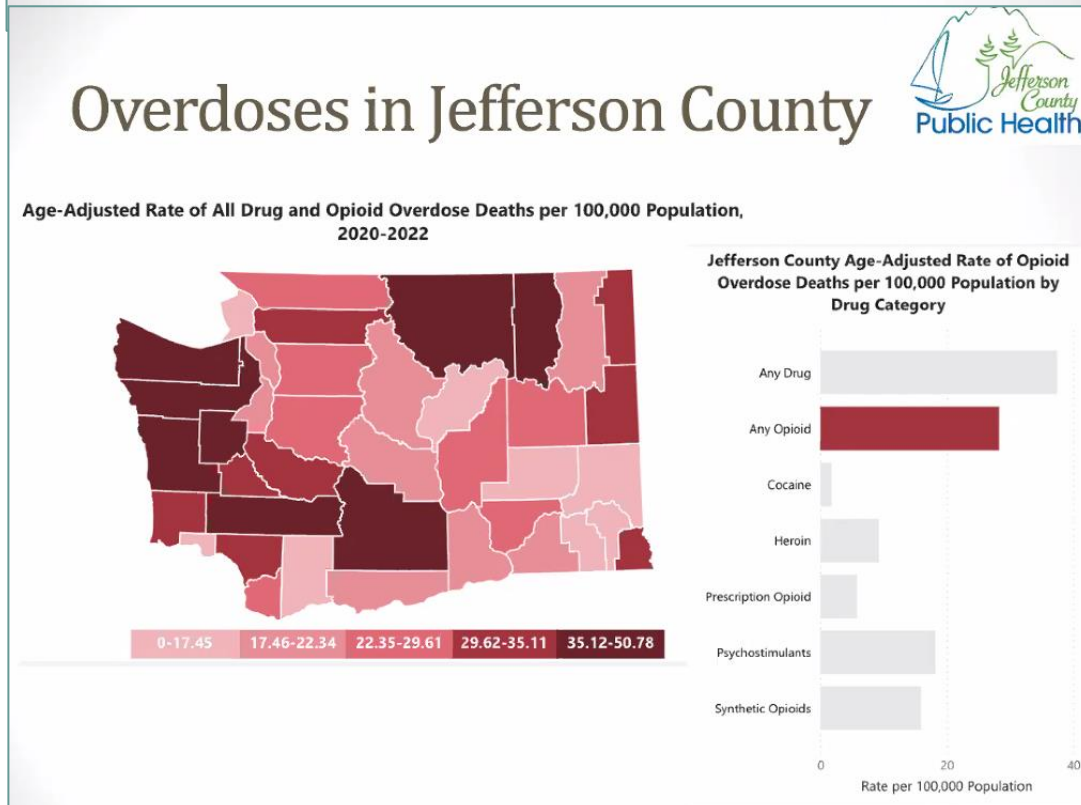 Overdoses in Jefferson County
Jefferson
County
Public Health
Age-Adjusted Rate of All Drug and Opioid Overdose Deaths per 100,000 Population,
2020-2022
0-17.45
17.46-22.34
22.35-29.61
29.62-35.11
35.12-50.78
Jefferson County Age-Adjusted Rate of Opioid
Overdose Deaths per 100,000 Population by
Drug Category
Any Drug
Any Opioid
Cocaine
Heroin
Prescription Opioid
Psychostimulants
Synthetic Opioids
0
20
40
Rate per 100,000 Population